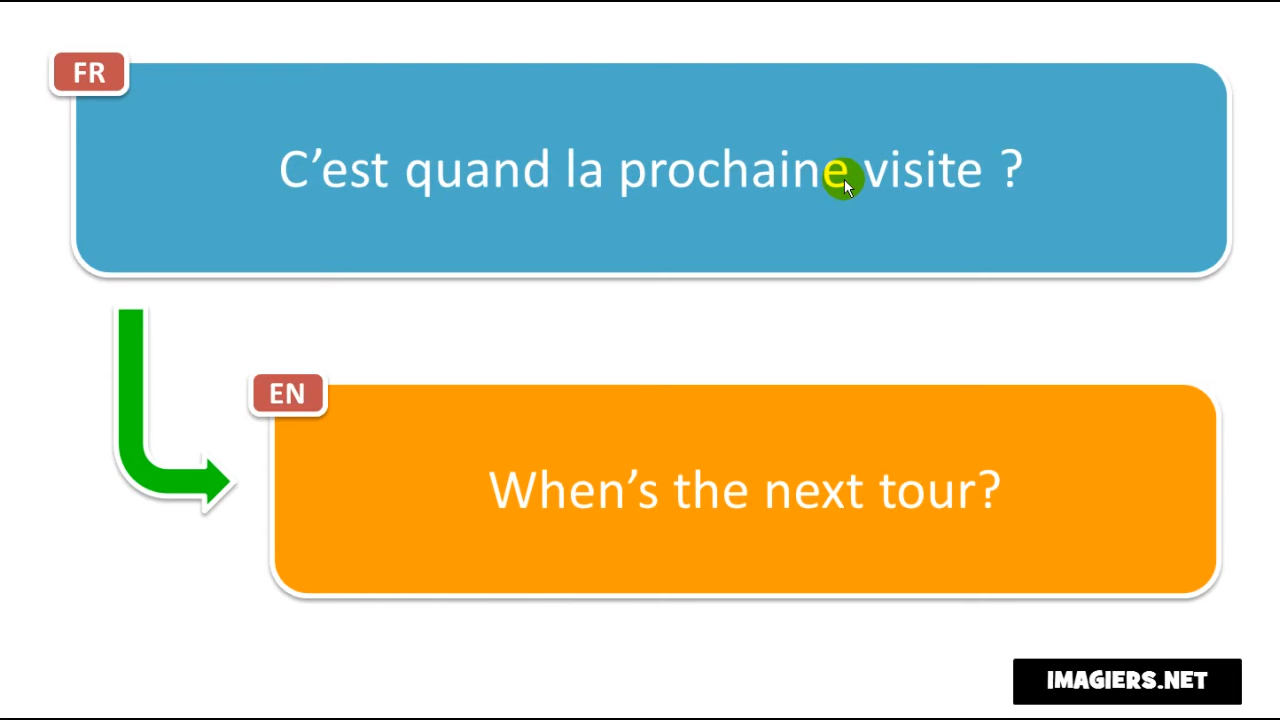 FR
C’est quand la prochaine visite ?
EN
When’s the next tour?
IMAGIERS.NET